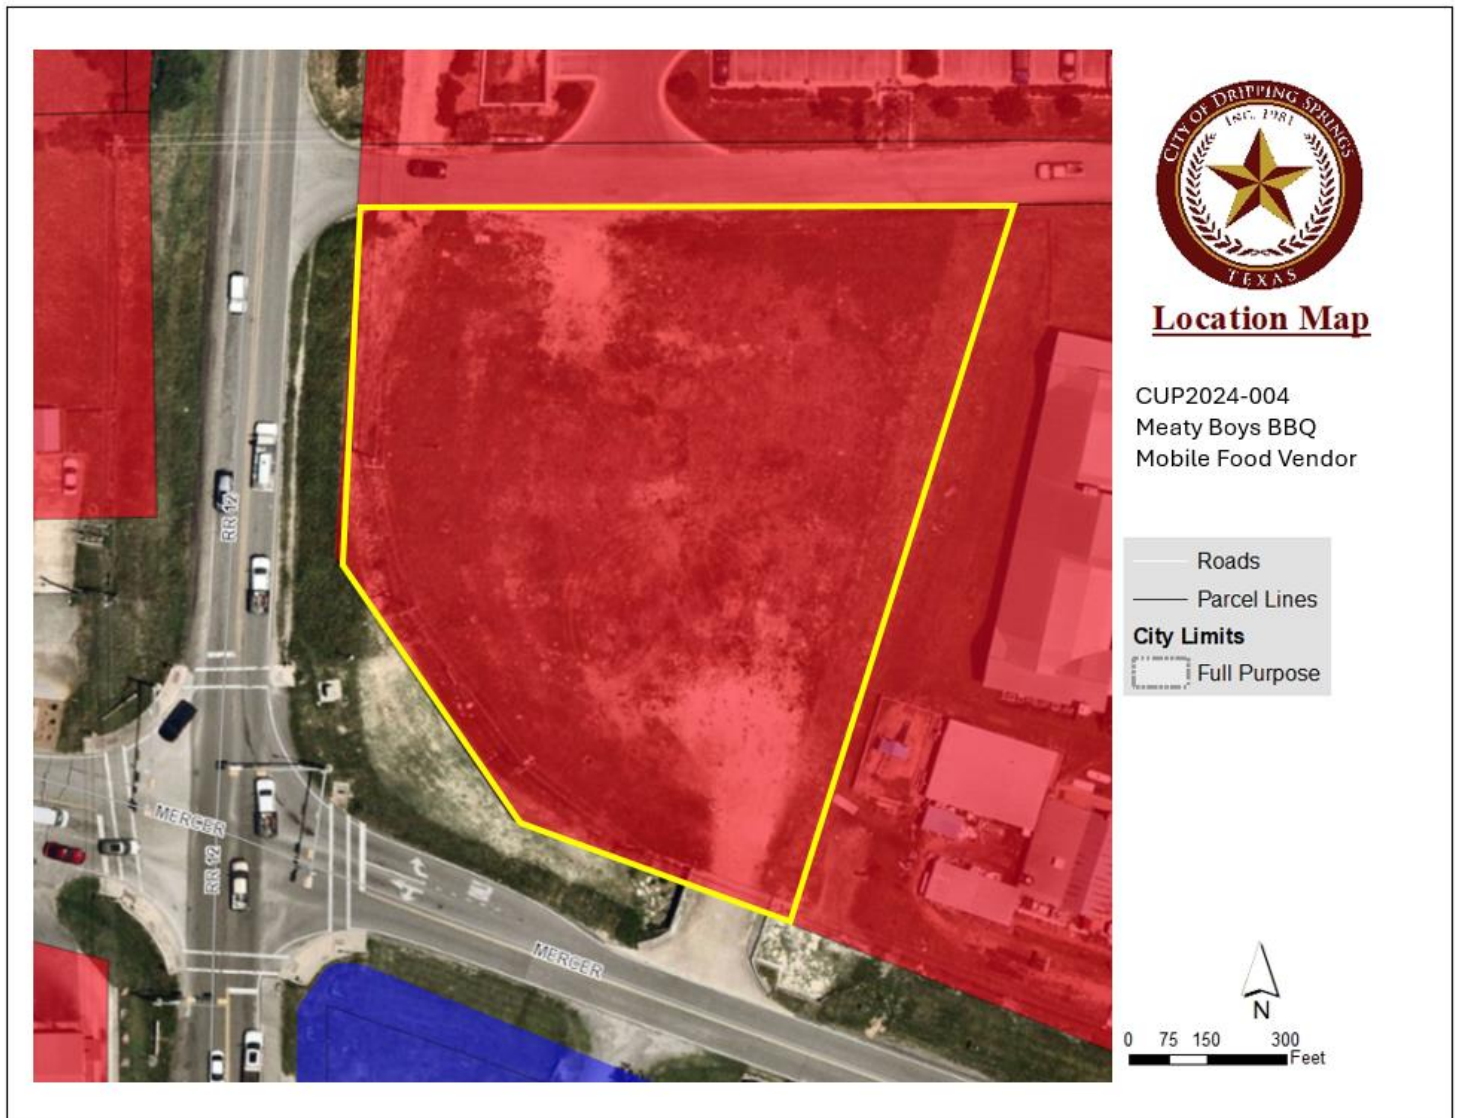 CITY OF DRIPPING SPRINGS
INC. 1981
TEXAS
Location Map
CUP2024-004
Meaty Boys BBQ
Mobile Food Vendor
Roads
Parcel Lines
City Limits
Full Purpose
RR 12
MERCER
RR 12
MERCER
N
0 75 150 300
Feet